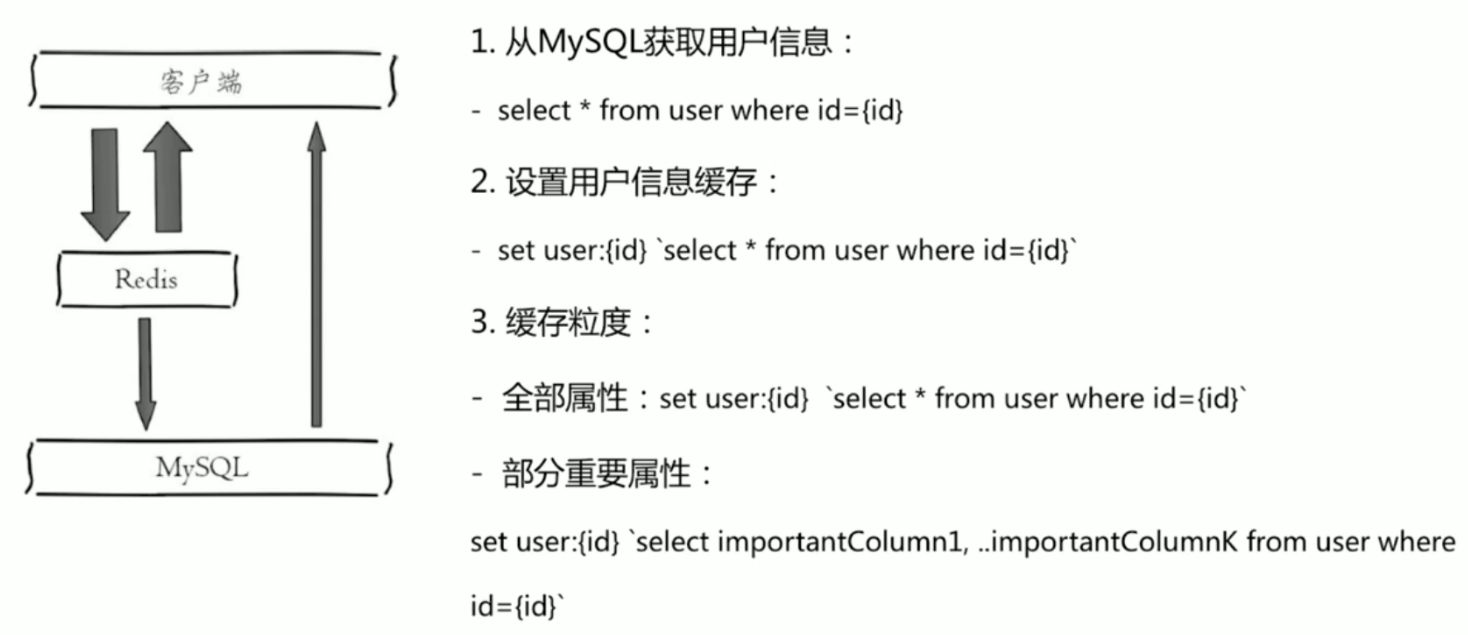 客户端
Redis
MySQL
1. 从MySQL获取用户信息：
- select * from user where id={id}
2. 设置用户信息缓存：
- set user:{id} `select * from user where id={id}`
3. 缓存粒度：
- 全部属性：set user:{id} `select * from user where id={id}`
- 部分重要属性：
set user:{id} `select importantColumn1, ..importantColumnK from user where
id={id}`